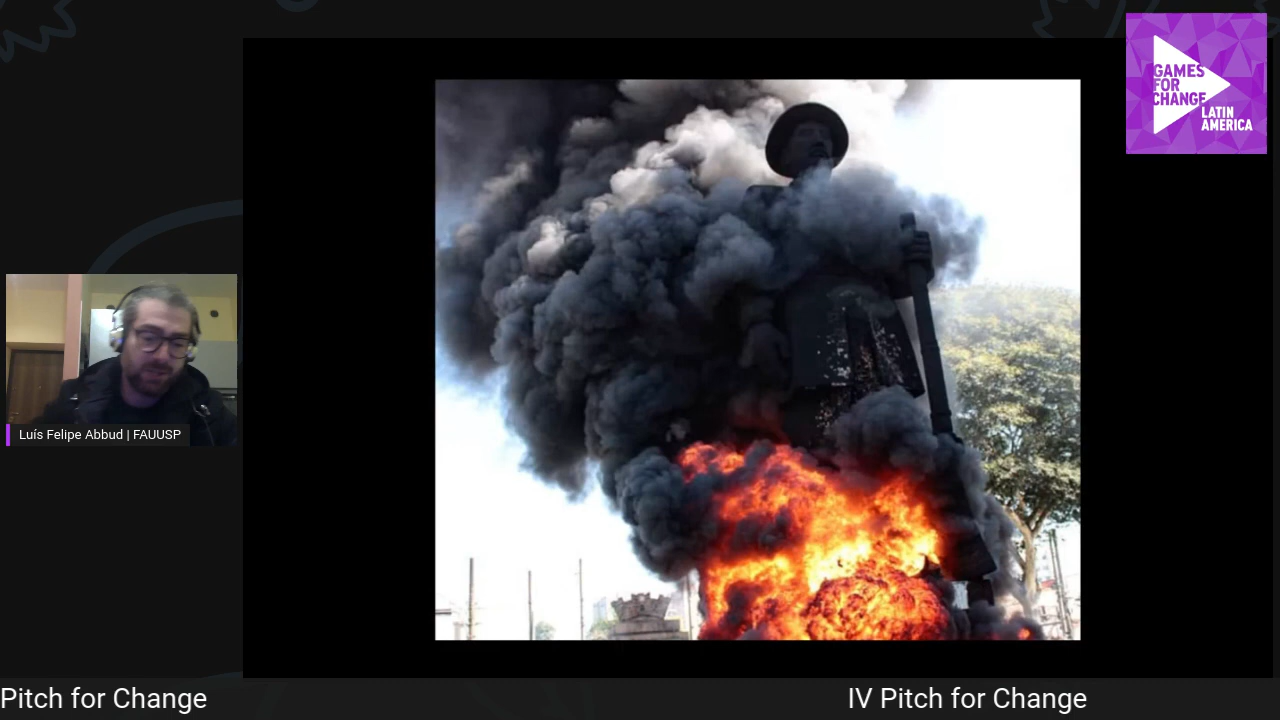 GAMES
FOR
CHANGE
LATIN
AMERICA
Luís Felipe Abbud | FAUUSP
Pitch for Change
IV Pitch for Change